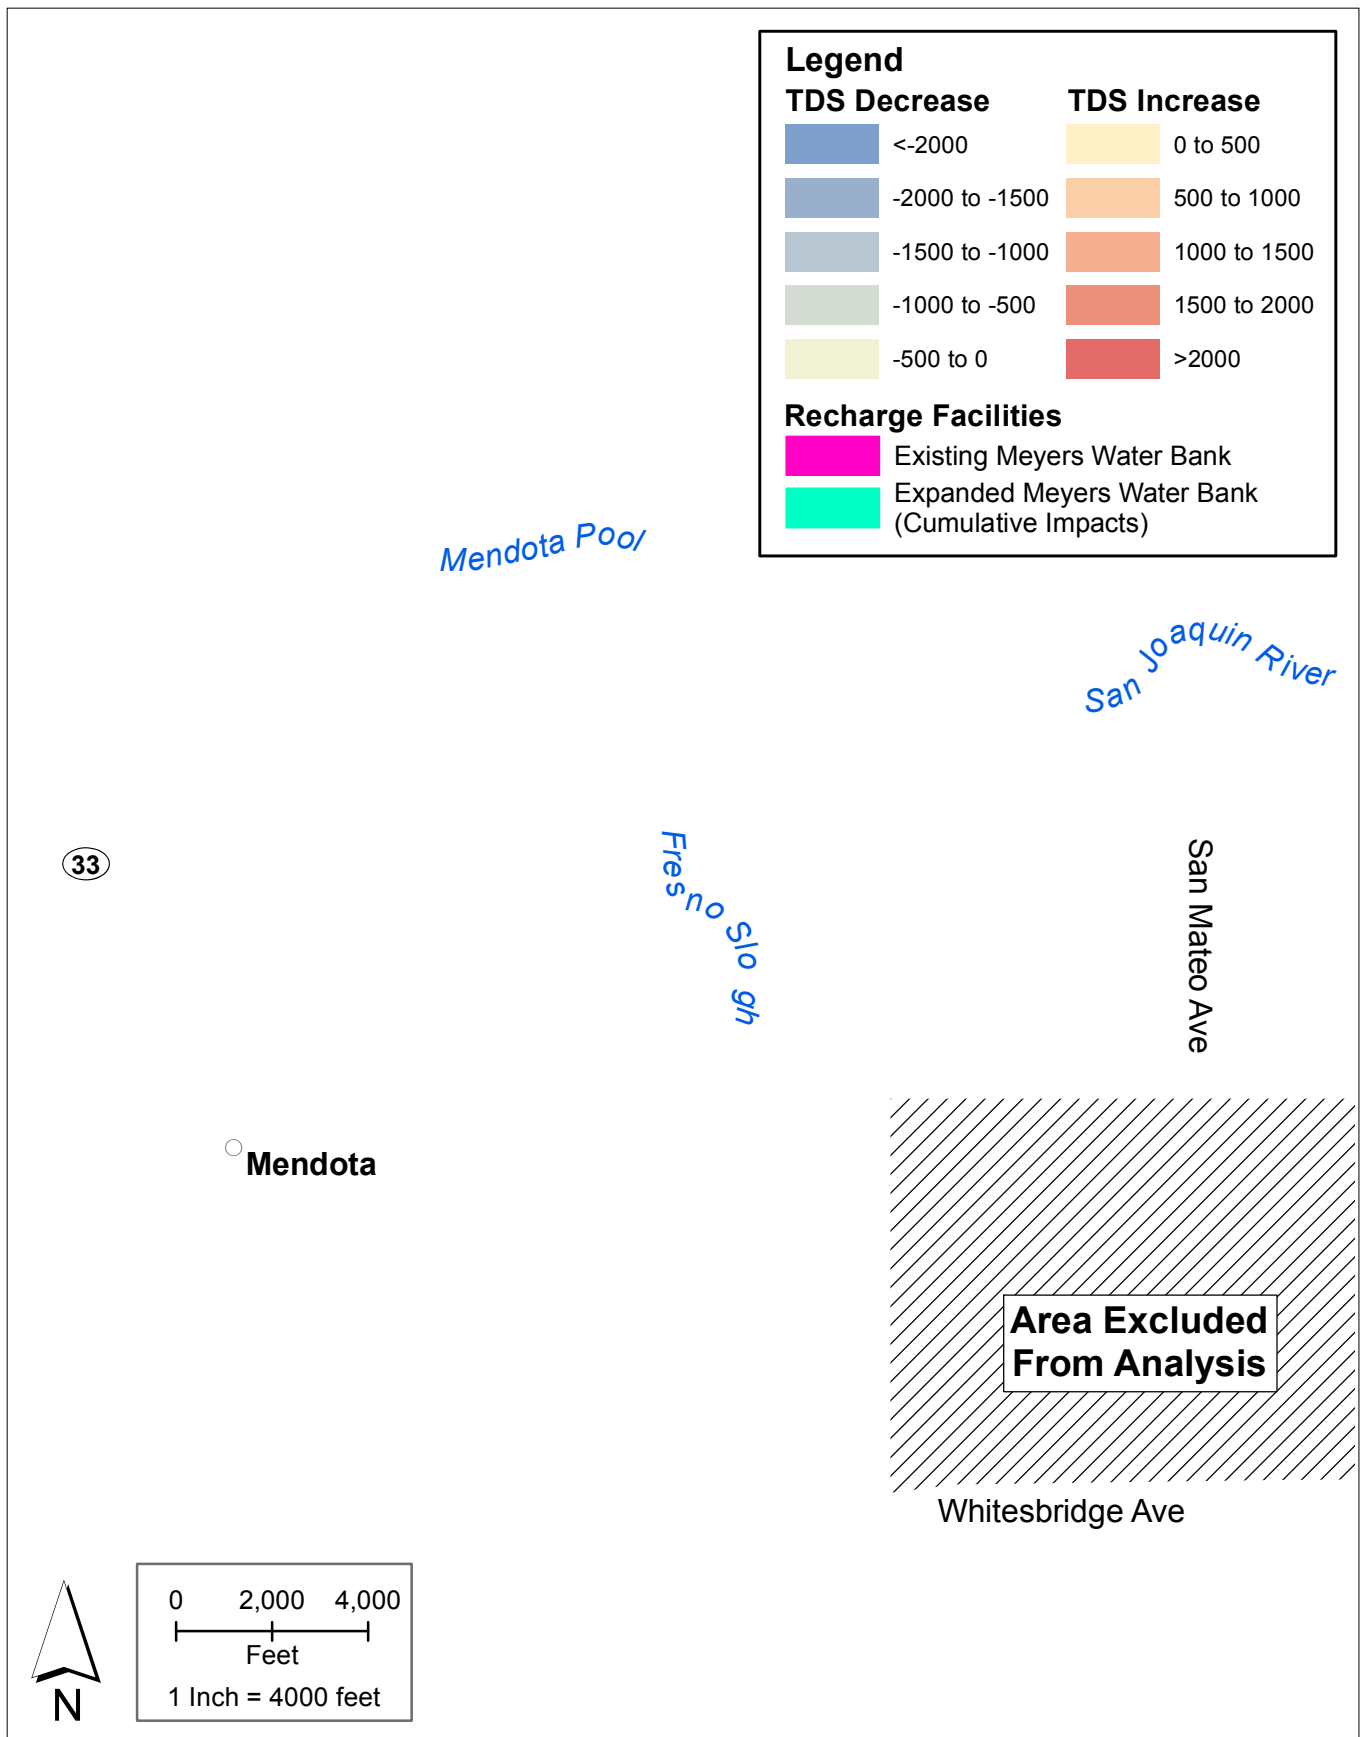 Legend
TDS Decrease
TDS Increase
<-2000
0 to 500
-2000 to -1500
500 to 1000
-1500 to -1000
1000 to 1500
-1000 to -500
1500 to 2000
-500 to 0
>2000
Recharge Facilities
Existing Meyers Water Bank
Expanded Meyers Water Bank
(Cumulative Impacts)
Mendota Pool
San Joaquin River
33
Fresno Slo gh
San Mateo Ave
Mendota
Area Excluded
From Analysis
Whitesbridge Ave
0 2,000 4,000
Feet
1 Inch = 4000 feet
N